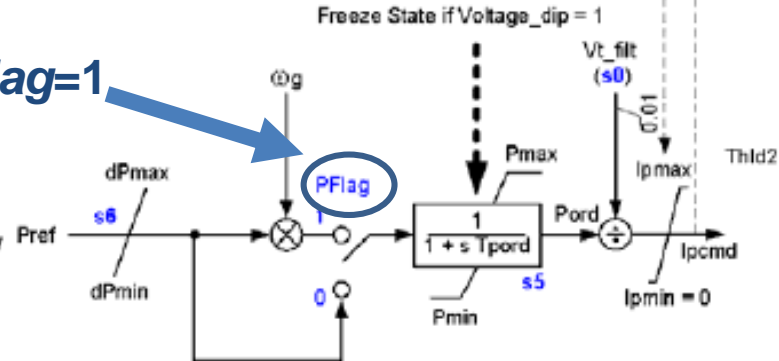 Freeze State if Voltage_dip = 1
Vt_filt
(s0)
lag=1
ωg
0.01
dPmax
PFlag
Pmax
Ipmax
Thld2
s6
1
Pref
1
1 + s Tpord
Pord
÷
Ipcmd
dPmin
0
s5
Pmin
Ipmin = 0